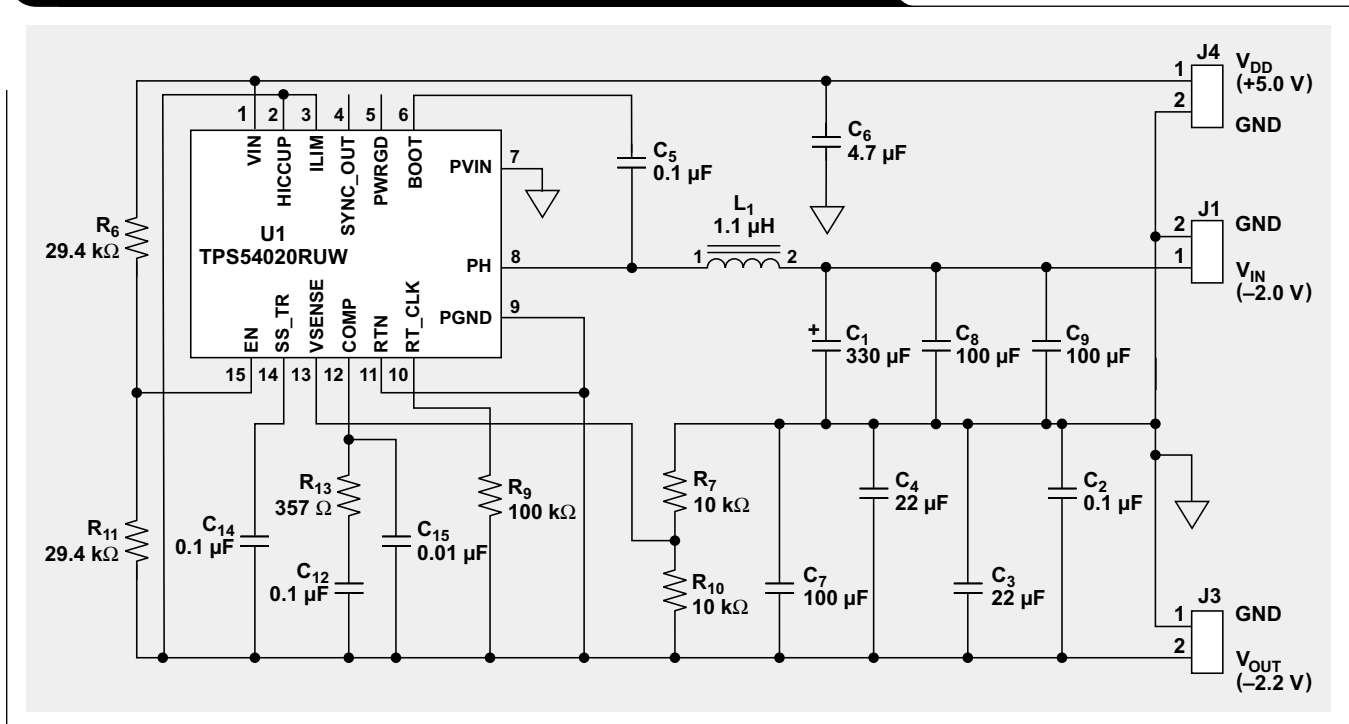 J4
1 V_DD
(+5.0 V)
2
GND
1 2 3 4 5 6
VIN HICCUP ILIM SYNC_OUT PWRGD BOOT
PVIN 7
C5
0.1 µF
C6
4.7 µF
L1
1.1 µH
J1
2 GND
1
V_IN
(–2.0 V)
R6
29.4 kΩ
U1
TPS54020RUW
PH 8
1 2
PGND 9
EN SS_TR VSENSE COMP RTN RT_CLK
15 14 13 12 11 10
+ C1
330 µF
C8
100 µF
C9
100 µF
R11
29.4 kΩ
C14
0.1 µF
R13
357 Ω
C12
0.1 µF
C15
0.01 µF
R9
100 kΩ
R7
10 kΩ
R10
10 kΩ
C7
100 µF
C4
22 µF
C3
22 µF
C2
0.1 µF
J3
1 GND
2
V_OUT
(–2.2 V)